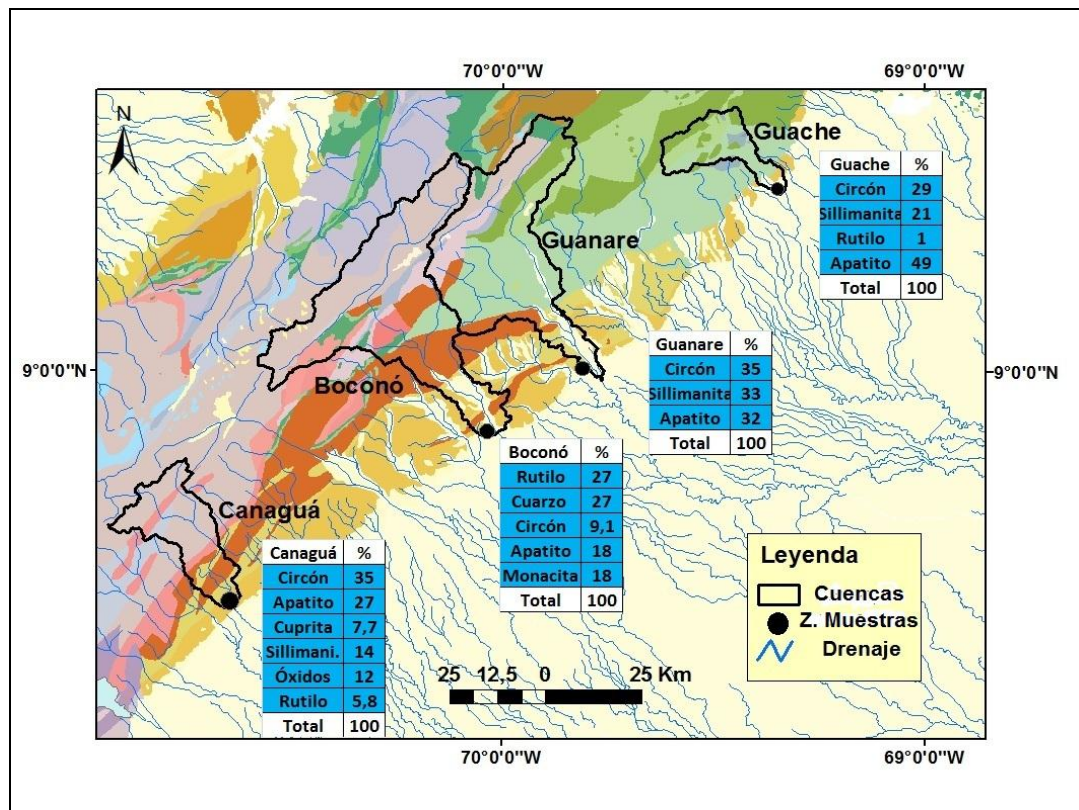 70°0'0"W 69°0'0"W
N
Guache
Guache %
Circón 29
Sillimanita 21
Rutilo 1
Apatito 49
Total 100
Guanare
Guanare %
Circón 35
Sillimanita 33
Apatito 32
Total 100
9°0'0"N 9°0'0"N
Boconó
Boconó %
Rutilo 27
Cuarzo 27
Circón 9,1
Apatito 18
Monacita 18
Total 100
Canaguá
Canaguá %
Circón 35
Apatito 27
Cuprita 7,7
Sillimani. 14
Óxidos 12
Rutilo 5,8
Total 100
Leyenda
Cuencas
Z. Muestras
Drenaje
25 12,5 0 25 Km
70°0'0"W 69°0'0"W